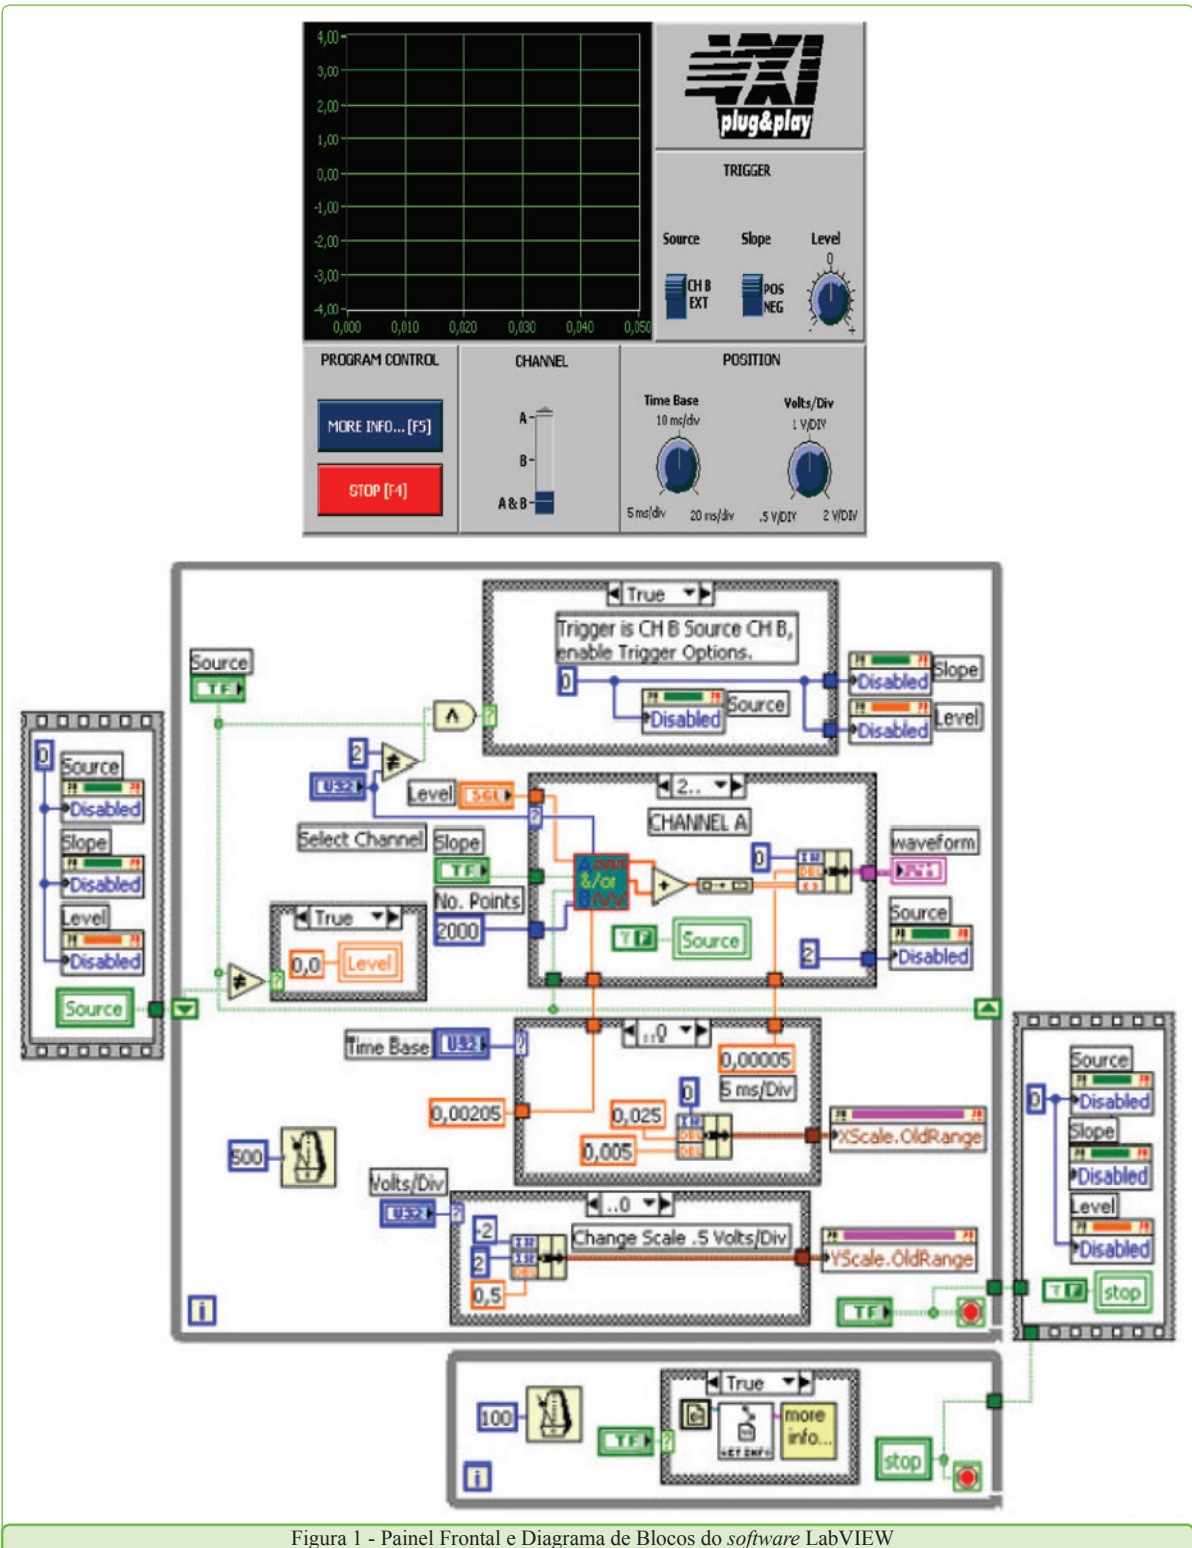 4,00
3,00
2,00
1,00
0,00
-1,00
-2,00
-3,00
-4,00
0,000 0,010 0,020 0,030 0,040 0,050
VXI
plug&play
TRIGGER
Source Slope Level
0
CH B
EXT
POS
NEG
- +
PROGRAM CONTROL
MORE INFO... [F5]
STOP [F4]
CHANNEL
A
B
A & B
POSITION
Time Base
10 ms/div
5 ms/div 20 ms/div
Volts/Div
1 V/DIV
.5 V/DIV 2 V/DIV
True
Trigger is CH B Source CH B,
enable Trigger Options.
0
Source
Disabled
Slope
Disabled
Level
Disabled
Source
TF
0
Source
Disabled
Slope
Disabled
Level
Disabled
Source
2
U32
Select Channel
Level SGL
Slope
TF
No. Points
2000
2..
CHANNEL A
A
&/or
B
0
TF Source
2
waveform
Source
Disabled
True
0,0 Level
Time Base U32
..0
0,00005
5 ms/Div
0,00205
0
0,025
0,005
XScale.OldRange
500
Volts/Div
U32
..0
-2
2
0,5
Change Scale .5 Volts/Div
YScale.OldRange
i
TF
0
Source
Disabled
Slope
Disabled
Level
Disabled
TF stop
100
TF
True
GET INFO
more
info...
stop
i
Figura 1 - Painel Frontal e Diagrama de Blocos do software LabVIEW